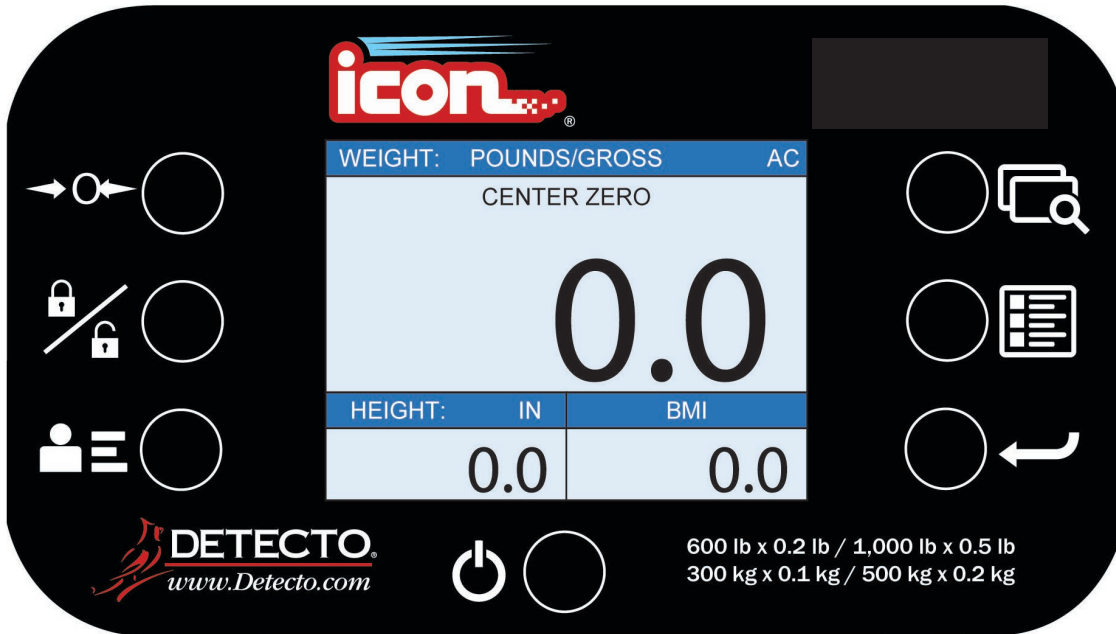 icon®
WEIGHT: POUNDS/GROSS AC
CENTER ZERO
0.0
HEIGHT: IN BMI
0.0 0.0
DETECTO®
www.Detecto.com
600 lb x 0.2 lb / 1,000 lb x 0.5 lb
300 kg x 0.1 kg / 500 kg x 0.2 kg